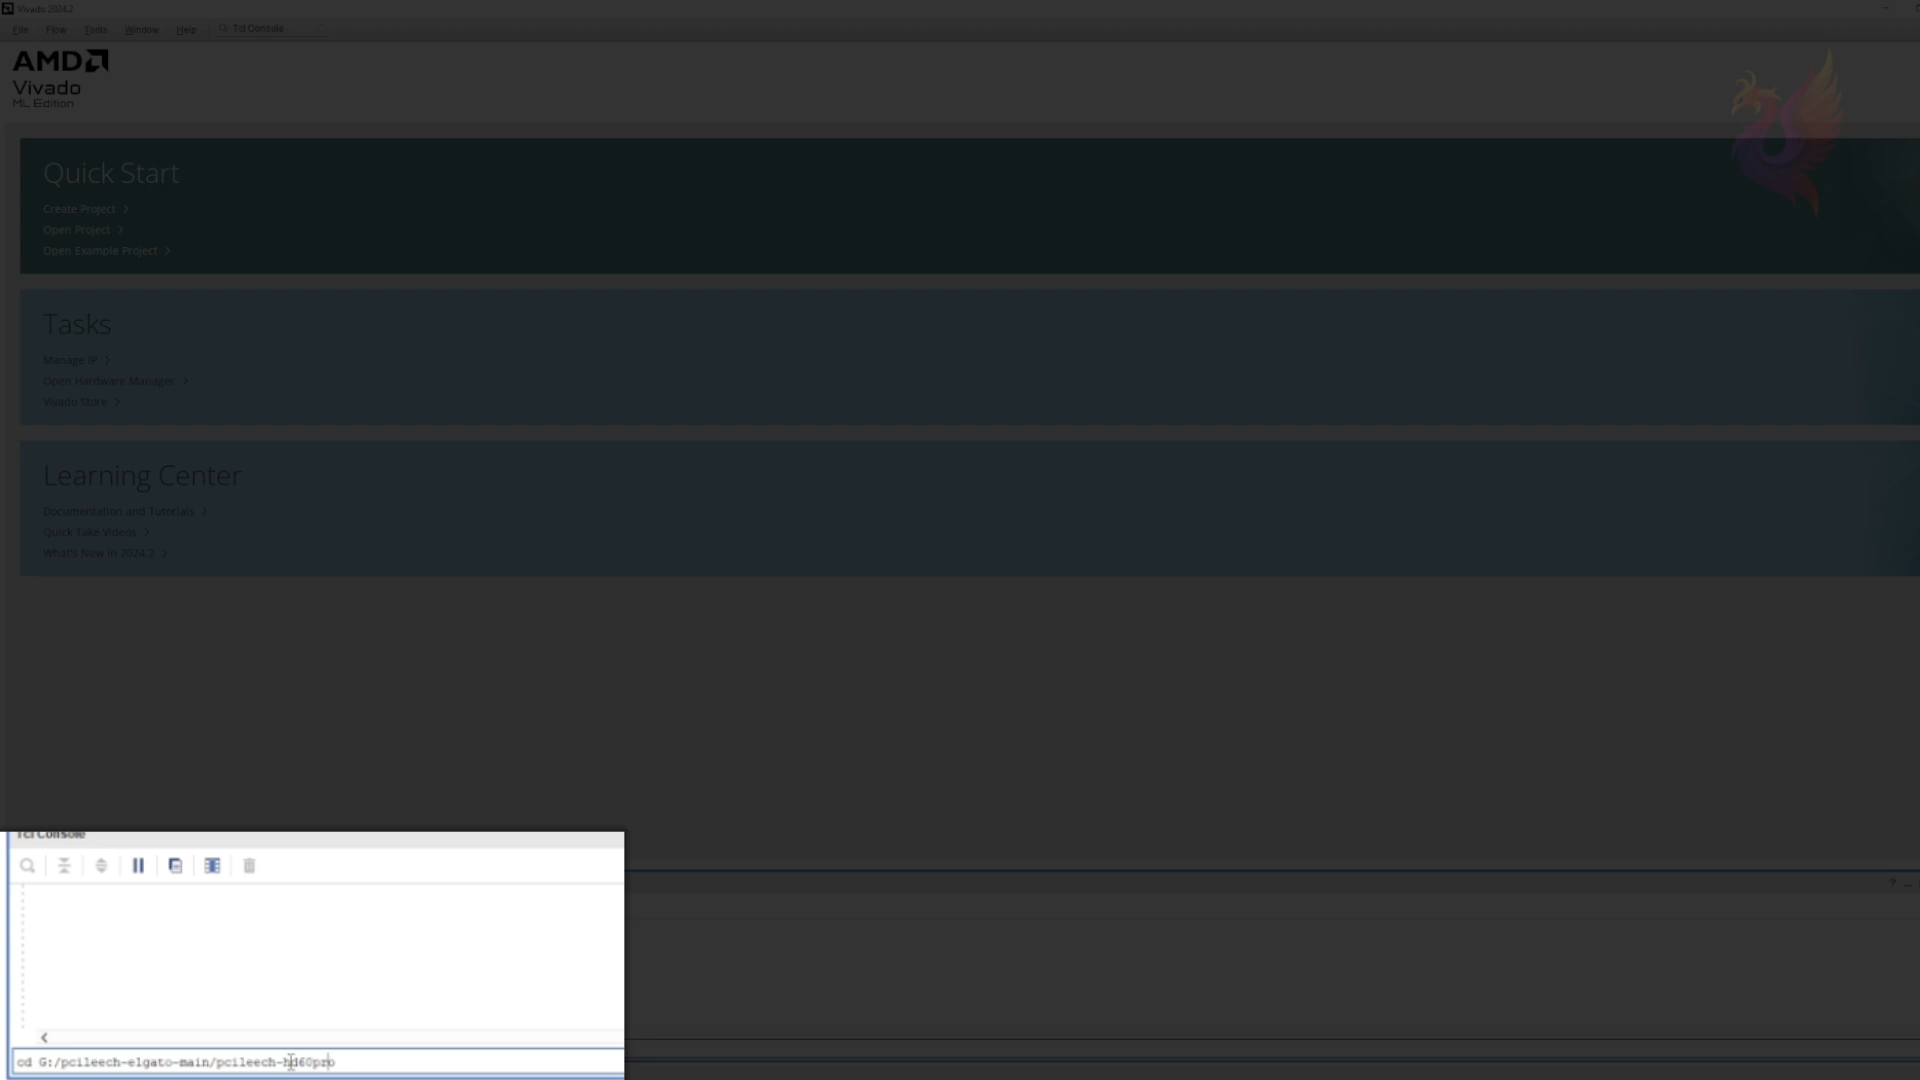 Vivado 2024.2
File Flow Tools Window Help Tcl Console
AMD
Vivado
ML Edition
Quick Start
Create Project >
Open Project >
Open Example Project >
Tasks
Manage IP >
Open Hardware Manager >
Vivado Store >
Learning Center
Documentation and Tutorials >
Quick Take Videos >
What's New in 2024.2 >
Tcl Console
cd G:/pcileech-elgato-main/pcileech-hd60pro